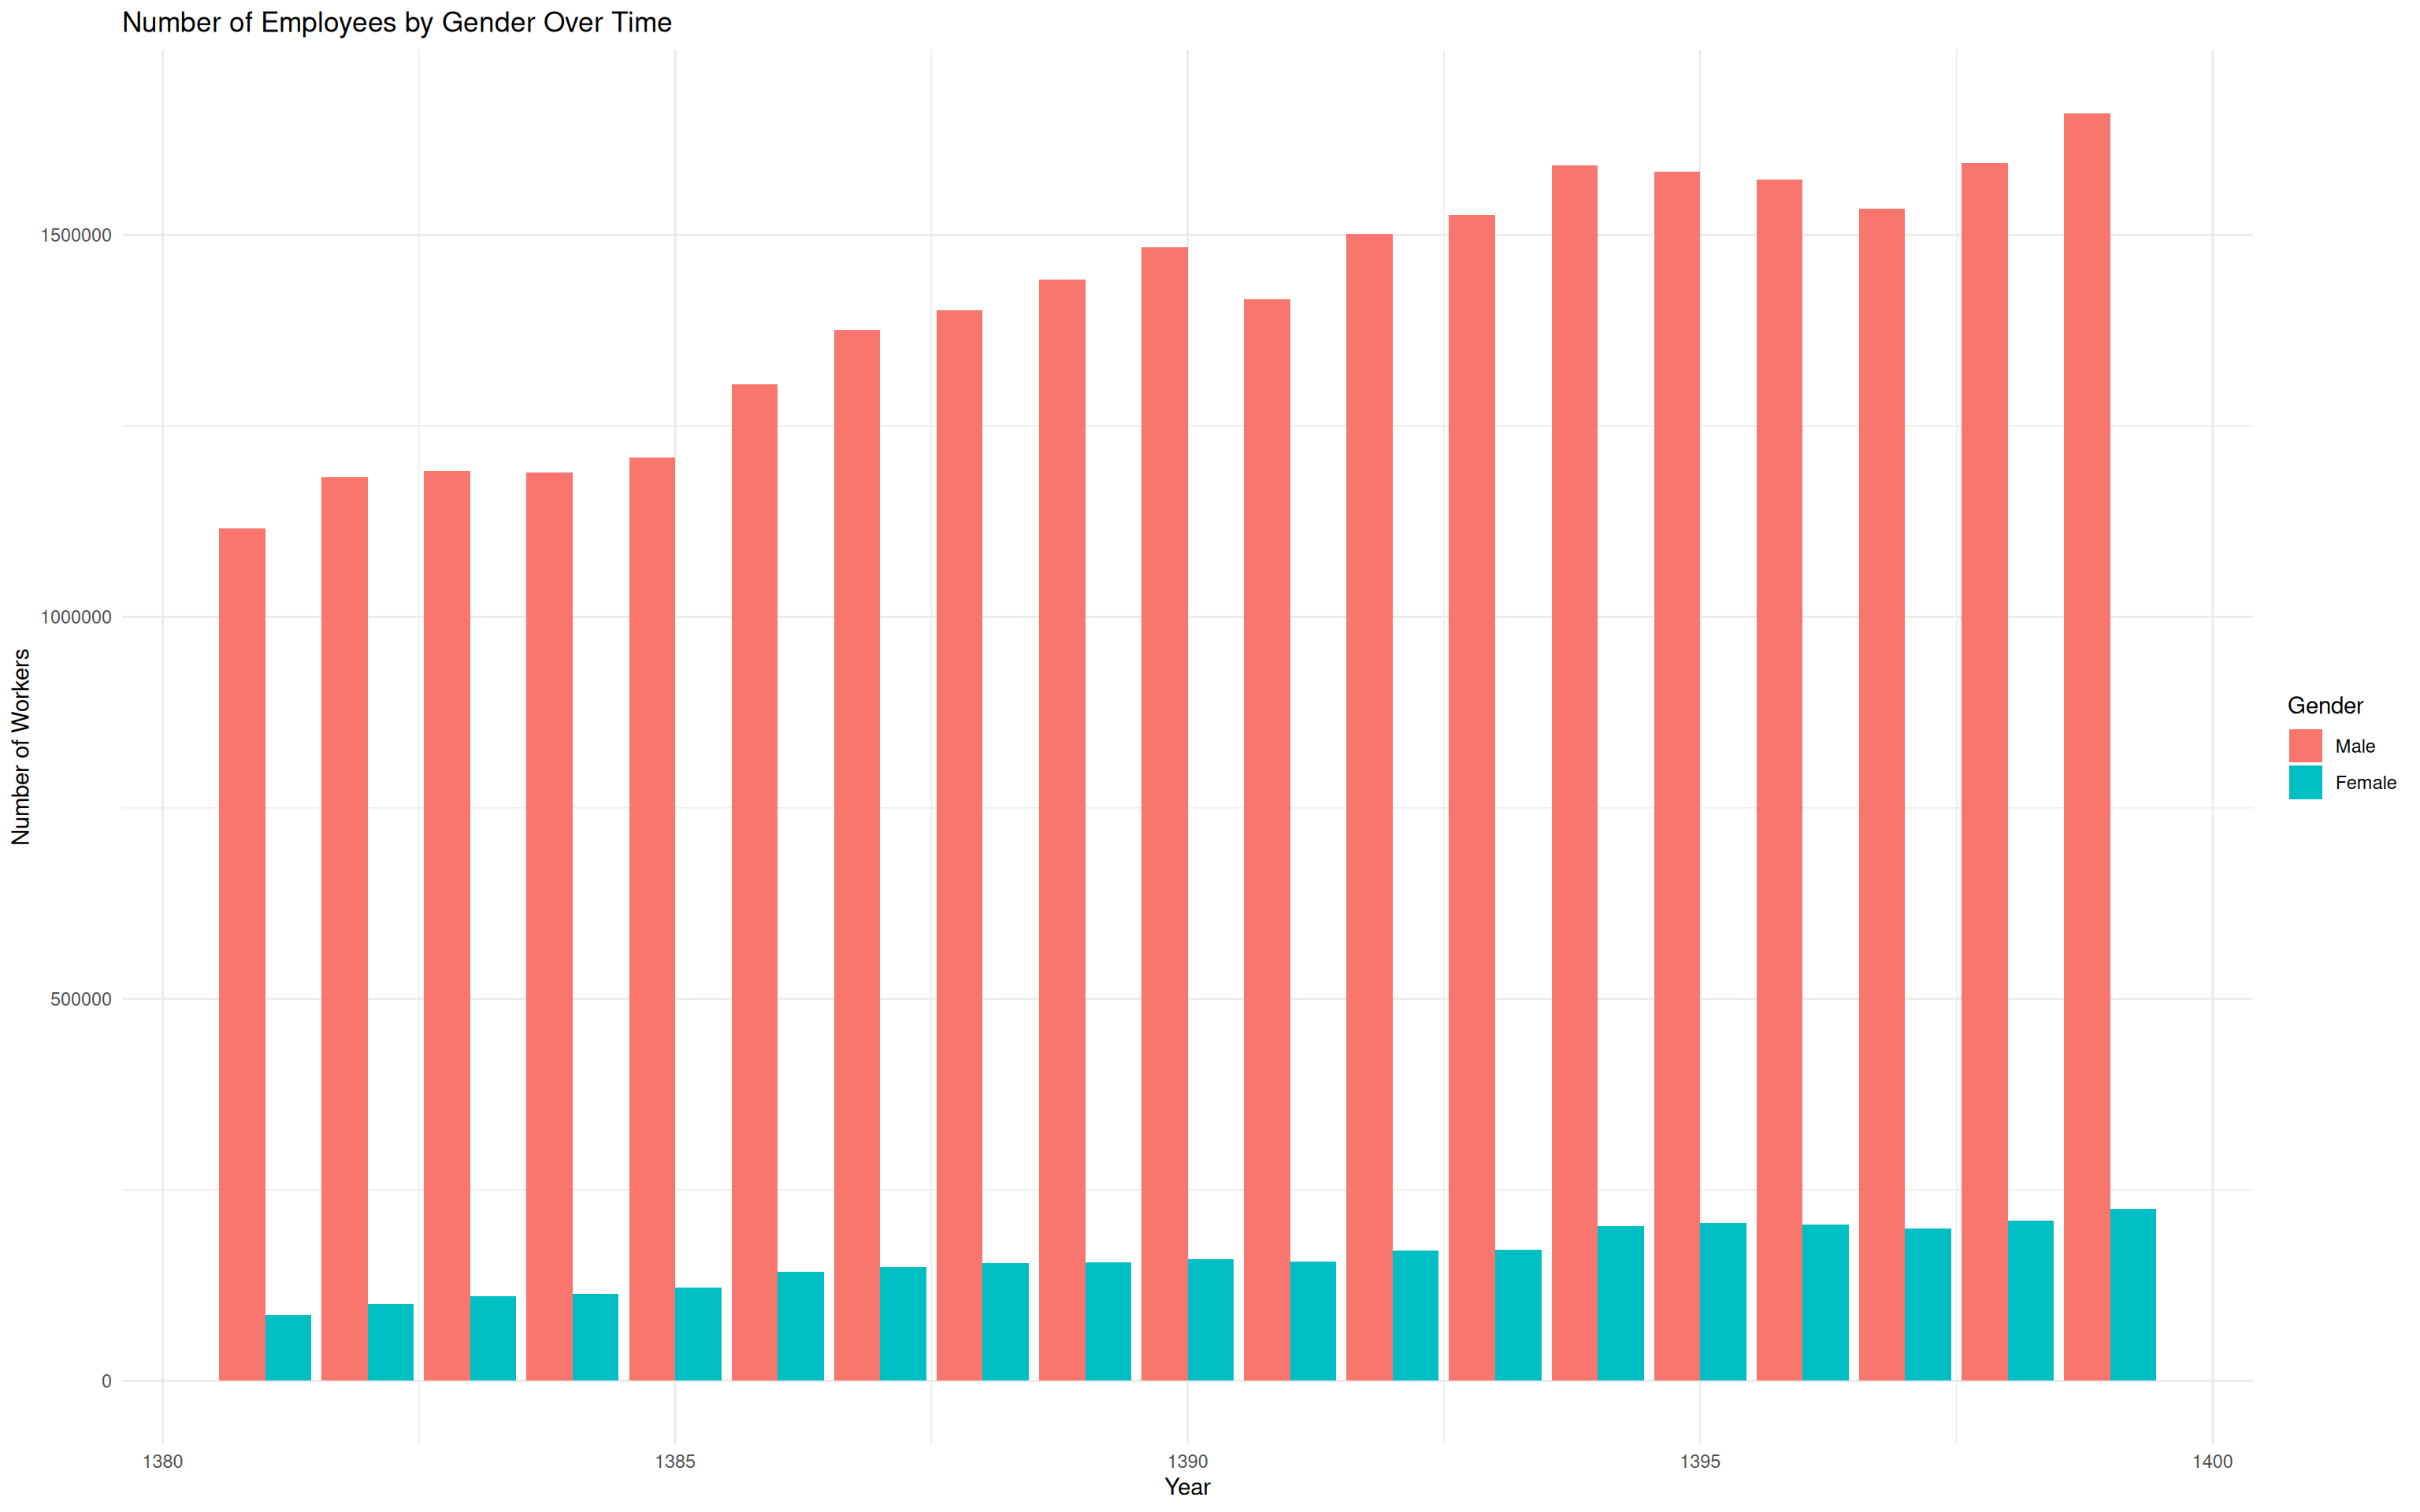 Number of Employees by Gender Over Time
1500000
1000000
500000
0
Number of Workers
1380
1385
1390
1395
1400
Year
Gender
Male
Female